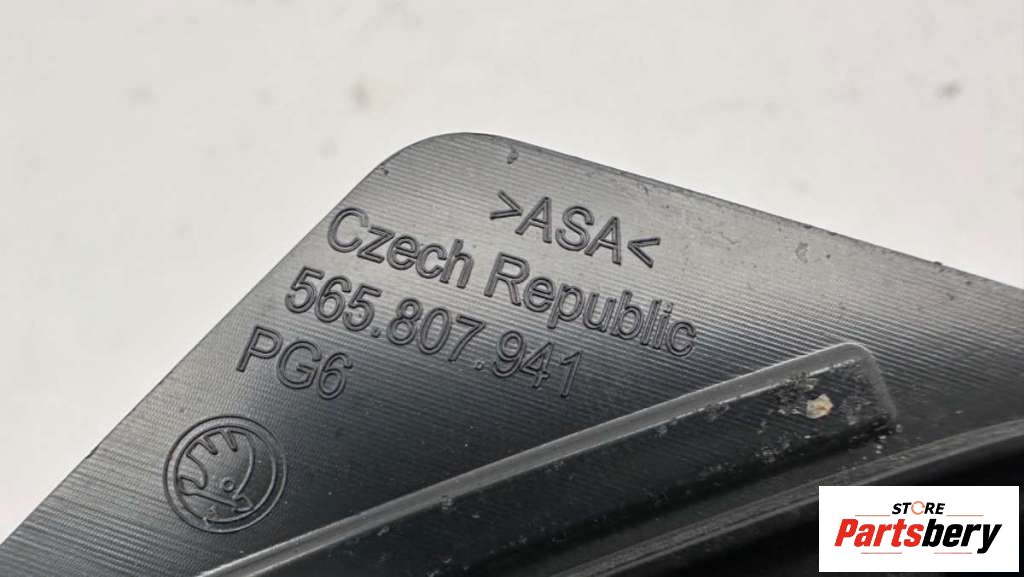 >ASA<
Czech Republic
565.807.941
PG6
STORE
Partsbery